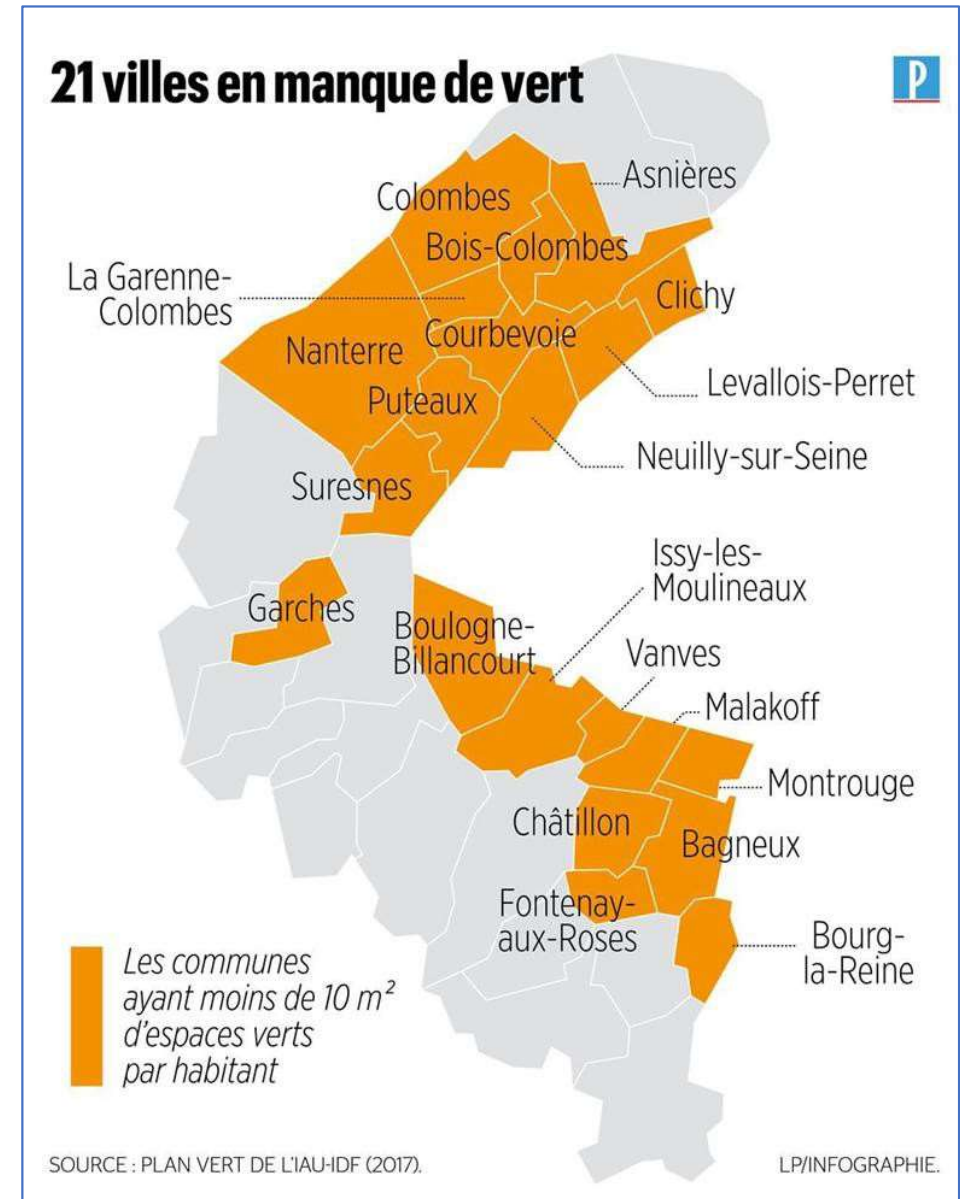 21 villes en manque de vert
P
Asnières
Colombes
Bois-Colombes
La Garenne-
Colombes
Clichy
Courbevoie
Nanterre
Levallois-Perret
Puteaux
Neuilly-sur-Seine
Suresnes
Issy-les-
Moulineaux
Garches
Boulogne-
Billancourt
Vanves
Malakoff
Montrouge
Châtillon
Bagneux
Fontenay-
aux-Roses
Bourg-
la-Reine
Les communes
ayant moins de 10 m²
d'espaces verts
par habitant
SOURCE : PLAN VERT DE L'IAU-IDF (2017).
LP/INFOGRAPHIE.